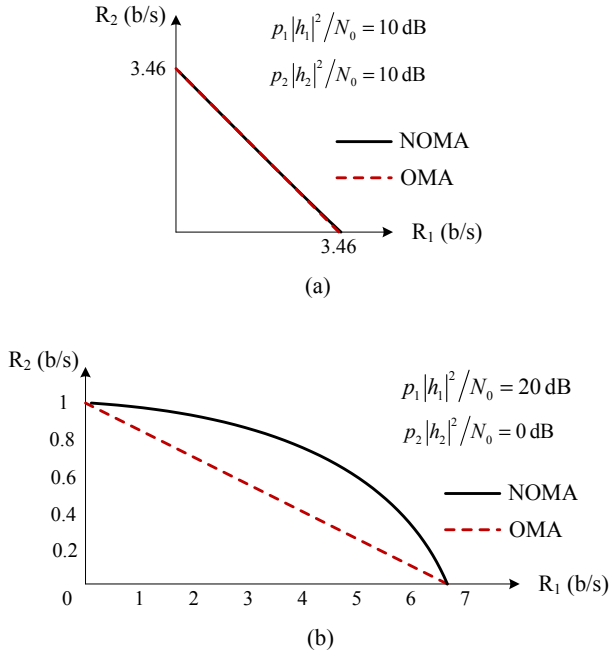 R₂ (b/s)
p₁|h₁|²/N₀ = 10 dB
p₂|h₂|²/N₀ = 10 dB
3.46
NOMA
OMA
R₁ (b/s)
3.46
(a)
R₂ (b/s)
p₁|h₁|²/N₀ = 20 dB
p₂|h₂|²/N₀ = 0 dB
1
0.8
0.6
0.4
0.2
NOMA
OMA
0 1 2 3 4 5 6 7 R₁ (b/s)
(b)